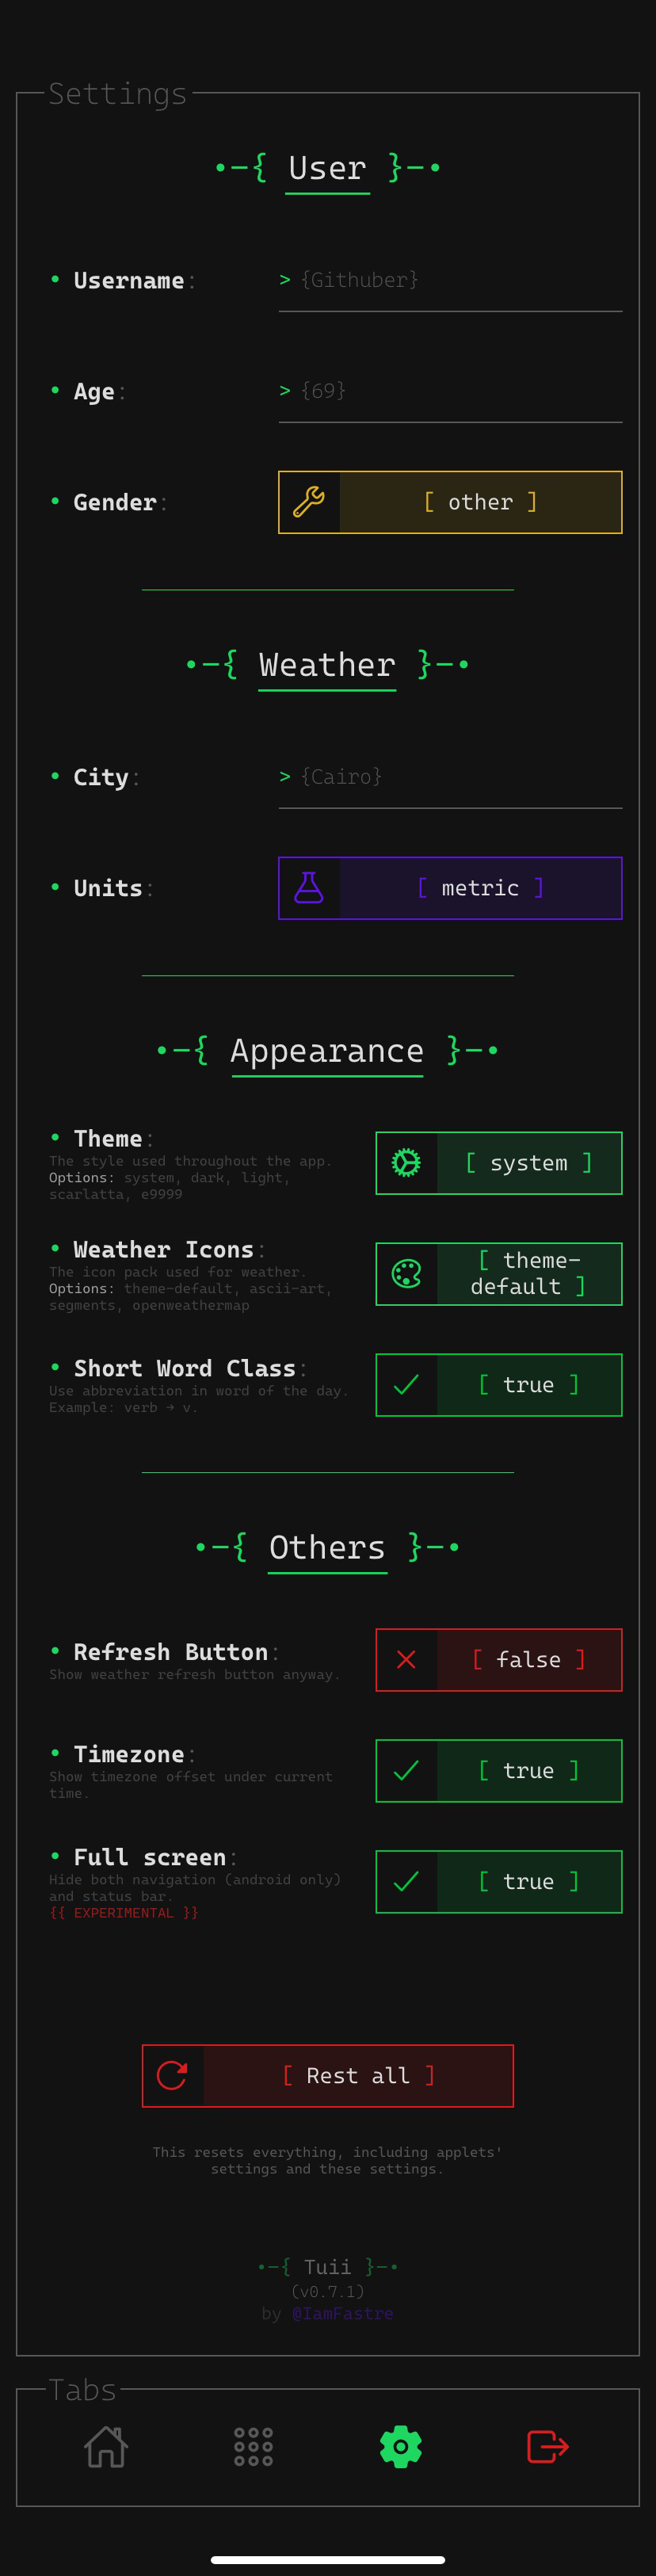 Settings
•–{ User }–•
• Username:
> {Githuber}
• Age:
> {69}
• Gender:
[ other ]
•–{ Weather }–•
• City:
> {Cairo}
• Units:
[ metric ]
•–{ Appearance }–•
• Theme:
The style used throughout the app.
Options: system, dark, light,
scarlatta, e9999
[ system ]
• Weather Icons:
The icon pack used for weather.
Options: theme-default, ascii-art,
segments, openweathermap
[ theme-
default ]
• Short Word Class:
Use abbreviation in word of the day.
Example: verb → v.
[ true ]
•–{ Others }–•
• Refresh Button:
Show weather refresh button anyway.
[ false ]
• Timezone:
Show timezone offset under current
time.
[ true ]
• Full screen:
Hide both navigation (android only)
and status bar.
{{ EXPERIMENTAL }}
[ true ]
[ Rest all ]
This resets everything, including applets'
settings and these settings.
•–{ Tuii }–•
(v0.7.1)
by @IamFastre
Tabs